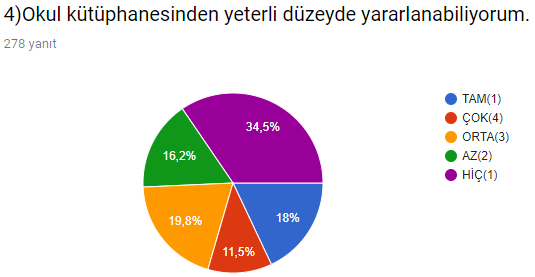 4)Okul kütüphanesinden yeterli düzeyde yararlanabiliyorum.
278 yanıt
TAM(1)
ÇOK(4)
ORTA(3)
AZ(2)
HİÇ(1)
34,5%
16,2%
19,8%
11,5%
18%